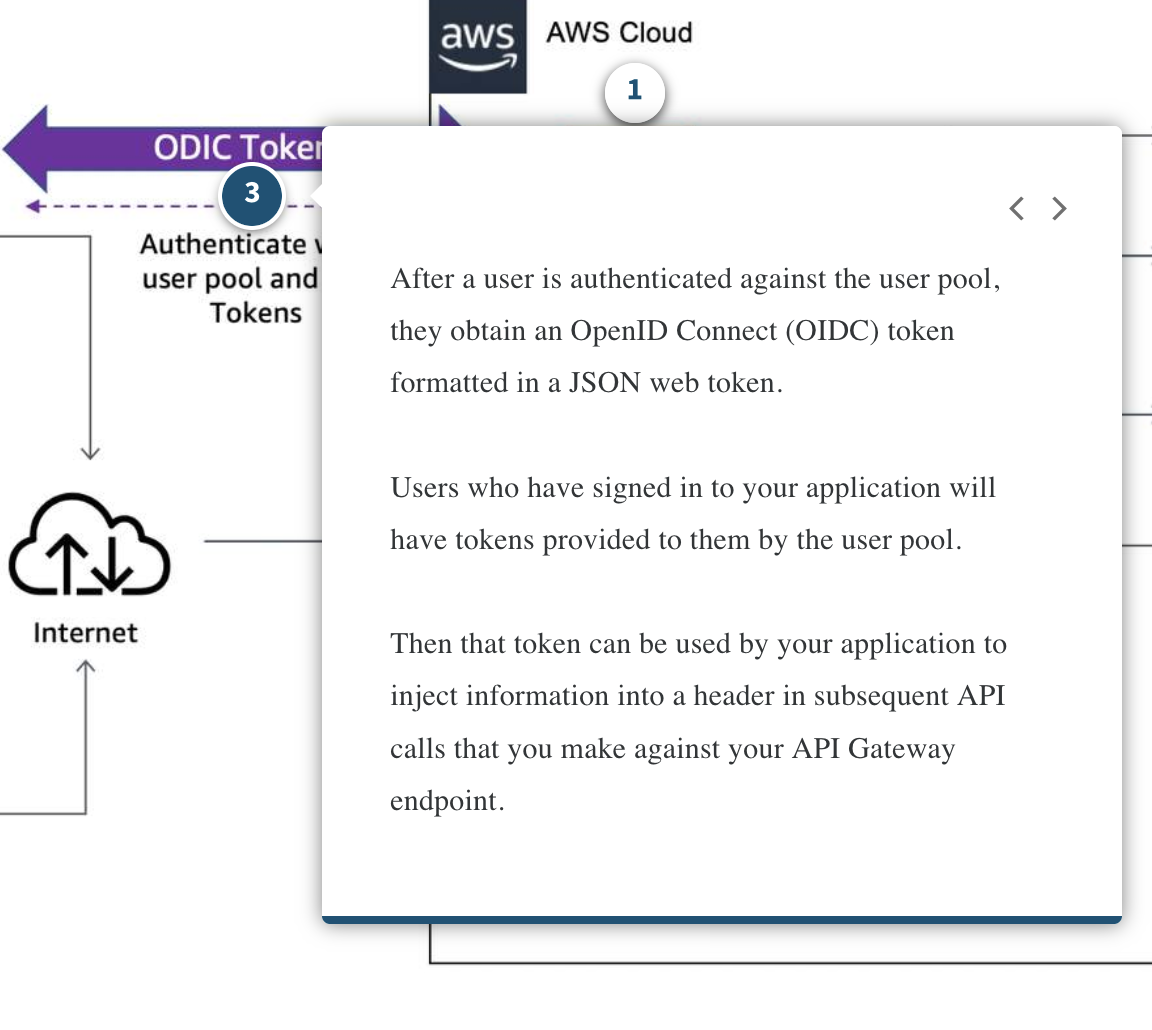 aws
AWS Cloud
1
ODIC Token
3
Authenticate
user pool and
Tokens
After a user is authenticated against the user pool,
they obtain an OpenID Connect (OIDC) token
formatted in a JSON web token.
Users who have signed in to your application will
have tokens provided to them by the user pool.
Then that token can be used by your application to
inject information into a header in subsequent API
calls that you make against your API Gateway
endpoint.
Internet